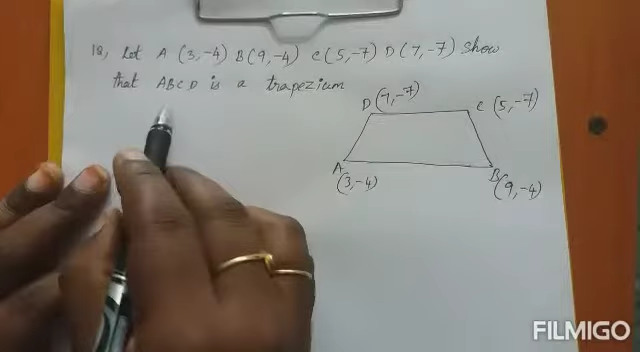 12, Let A (3,-4) B(9,-4) C(5,-7) D(7,-7) show
that ABCD is a trapezium
D(7,-7)
C (5,-7)
A
(3,-4)
B
(9,-4)
FILMIGO